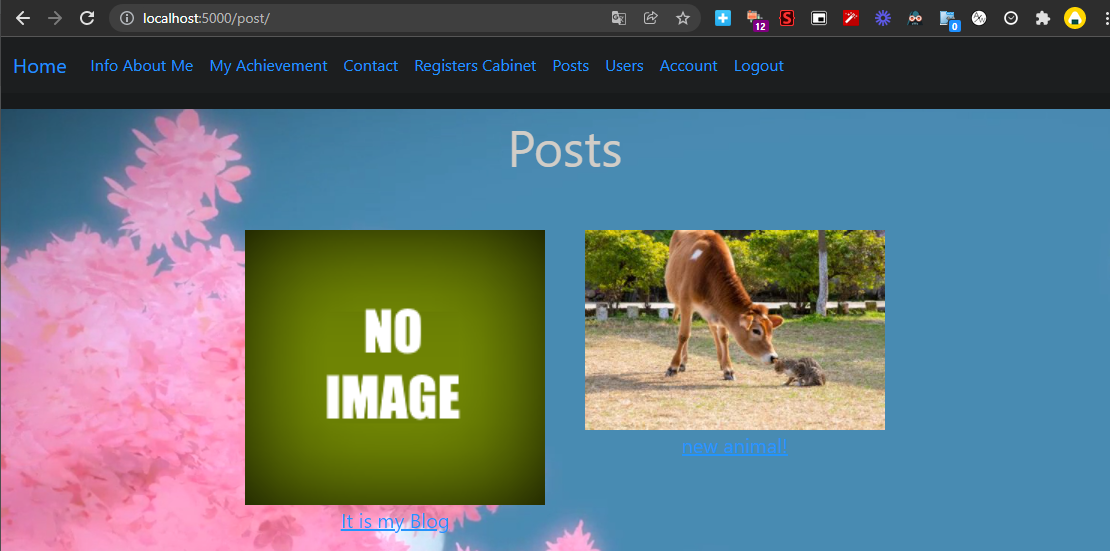 localhost:5000/post/
12
0
Home Info About Me My Achievement Contact Registers Cabinet Posts Users Account Logout
Posts
NO
IMAGE
new animal!
It is my Blog